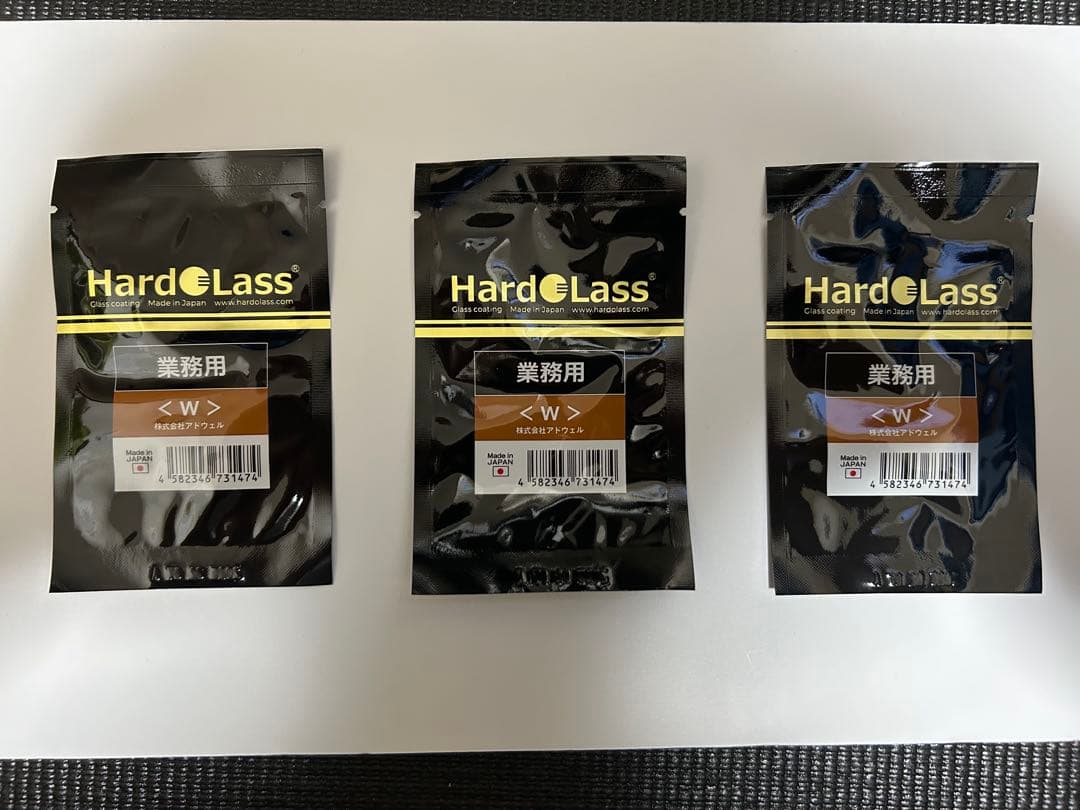 HardoLass®
Glass coating Made in Japan www.hardolass.com
業務用
＜W＞
株式会社アドウェル
Made in
JAPAN
4 582346 731474
HardoLass®
Glass coating Made in Japan www.hardolass.com
業務用
＜W＞
株式会社アドウェル
Made in
JAPAN
4 582346 731474
HardoLass®
Glass coating Made in Japan www.hardolass.com
業務用
＜W＞
株式会社アドウェル
Made in
JAPAN
4 582346 731474